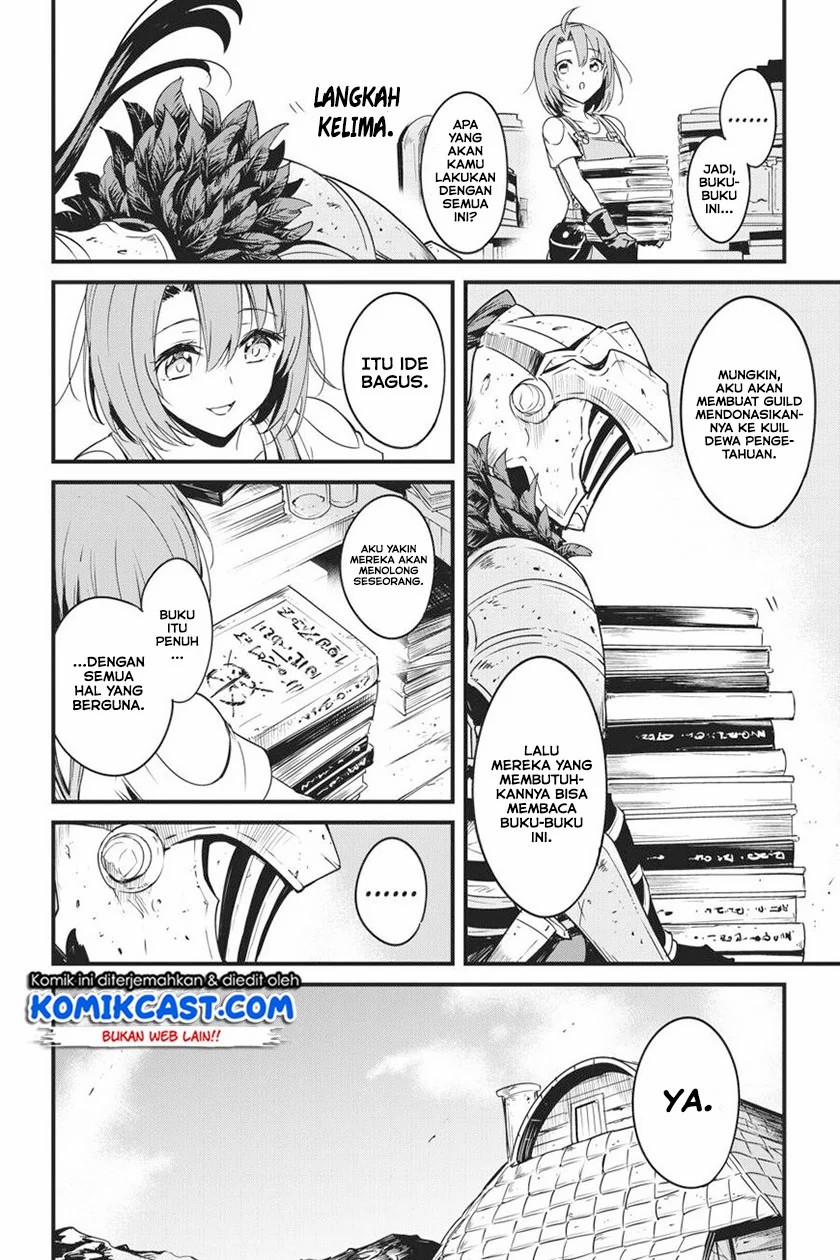 ......
JADI,
BUKU-
BUKU
INI...
APA
YANG
AKAN
KAMU
LAKUKAN
DENGAN
SEMUA
INI?
LANGKAH
KELIMA.
MUNGKIN,
AKU AKAN
MEMBUAT GUILD
MENDONASIKAN-
NYA KE KUIL
DEWA PENGE-
TAHUAN.
LALU
MEREKA YANG
MEMBUTUH-
KANNYA BISA
MEMBACA
BUKU-BUKU
INI.
ITU IDE
BAGUS.
AKU YAKIN
MEREKA AKAN
MENOLONG
SESEORANG.
BUKU
ITU
PENUH
...
...DENGAN
SEMUA
HAL YANG
BERGUNA.
......
Komik ini diterjemahkan & diedit oleh
KOMIKCAST.COM
BUKAN WEB LAIN!!
YA.